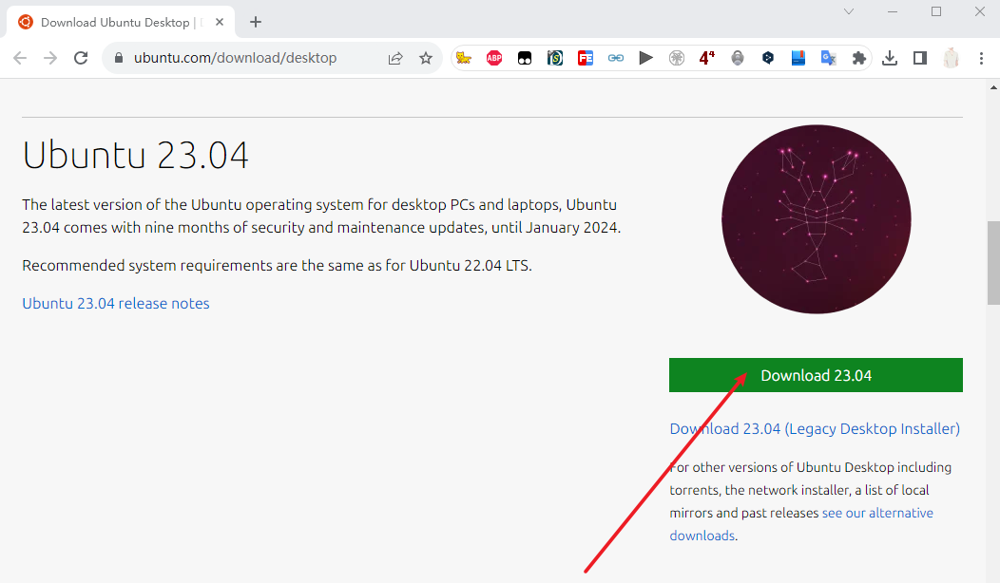 Download Ubuntu Desktop |
ubuntu.com/download/desktop
ABP
FE
4⁴
Ubuntu 23.04
The latest version of the Ubuntu operating system for desktop PCs and laptops, Ubuntu
23.04 comes with nine months of security and maintenance updates, until January 2024.
Recommended system requirements are the same as for Ubuntu 22.04 LTS.
Ubuntu 23.04 release notes
Download 23.04
Download 23.04 (Legacy Desktop Installer)
For other versions of Ubuntu Desktop including
torrents, the network installer, a list of local
mirrors and past releases see our alternative
downloads.